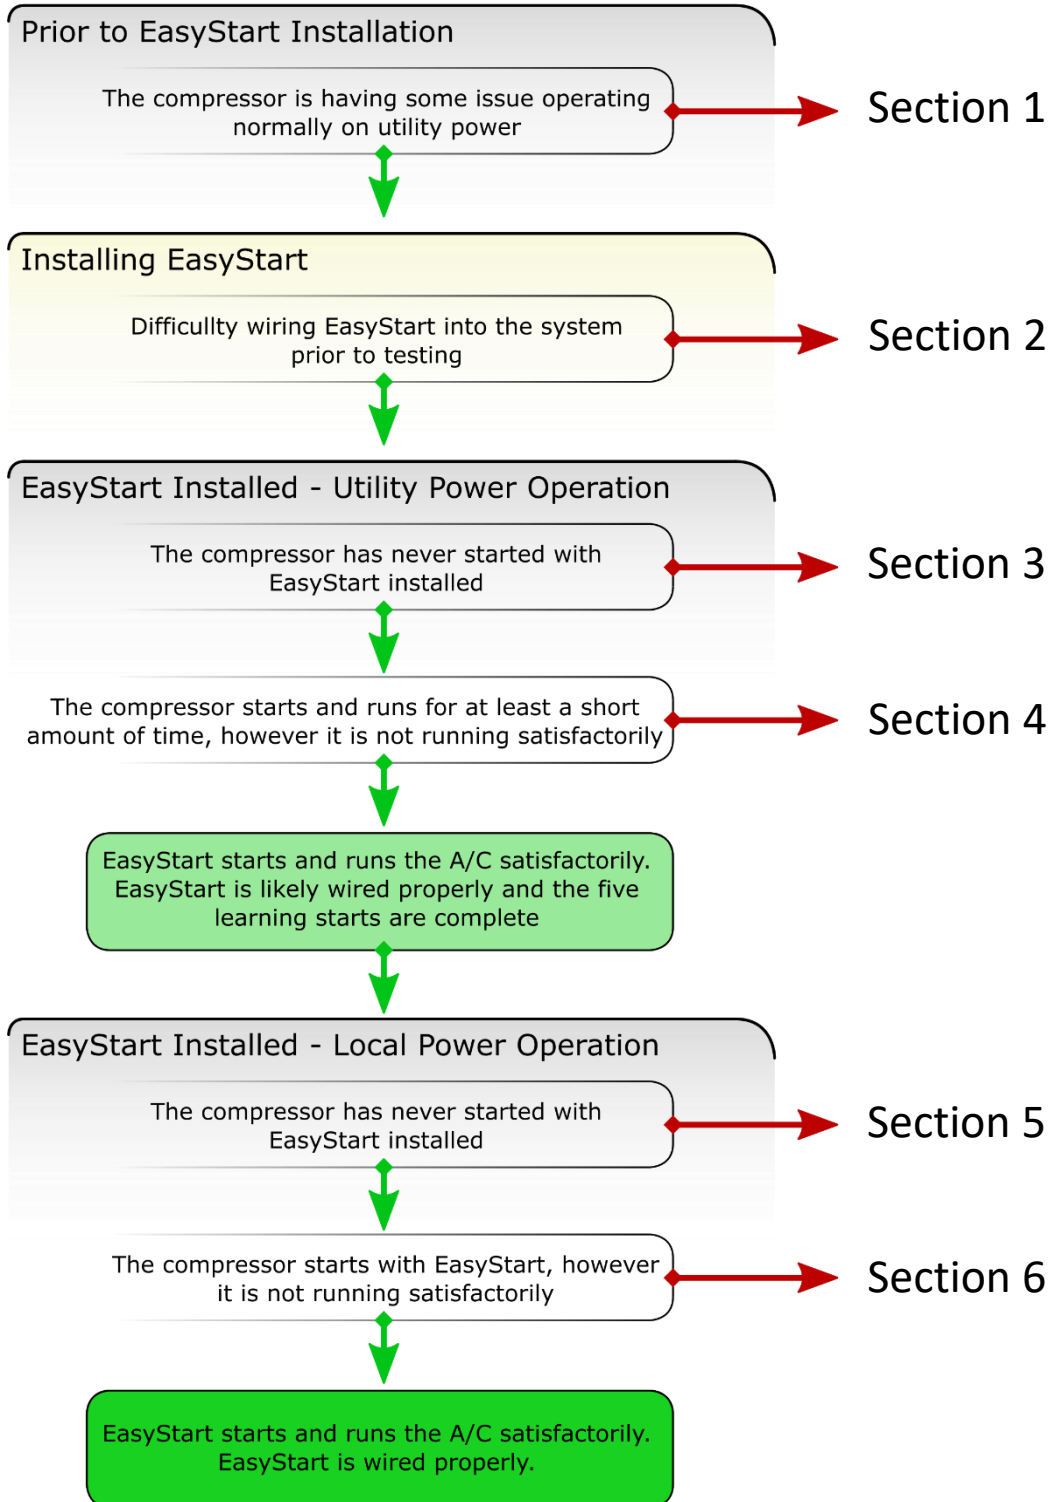 Prior to EasyStart Installation
The compressor is having some issue operating
normally on utility power
Section 1
Installing EasyStart
Difficullty wiring EasyStart into the system
prior to testing
Section 2
EasyStart Installed - Utility Power Operation
The compressor has never started with
EasyStart installed
Section 3
The compressor starts and runs for at least a short
amount of time, however it is not running satisfactorily
Section 4
EasyStart starts and runs the A/C satisfactorily.
EasyStart is likely wired properly and the five
learning starts are complete
EasyStart Installed - Local Power Operation
The compressor has never started with
EasyStart installed
Section 5
The compressor starts with EasyStart, however
it is not running satisfactorily
Section 6
EasyStart starts and runs the A/C satisfactorily.
EasyStart is wired properly.